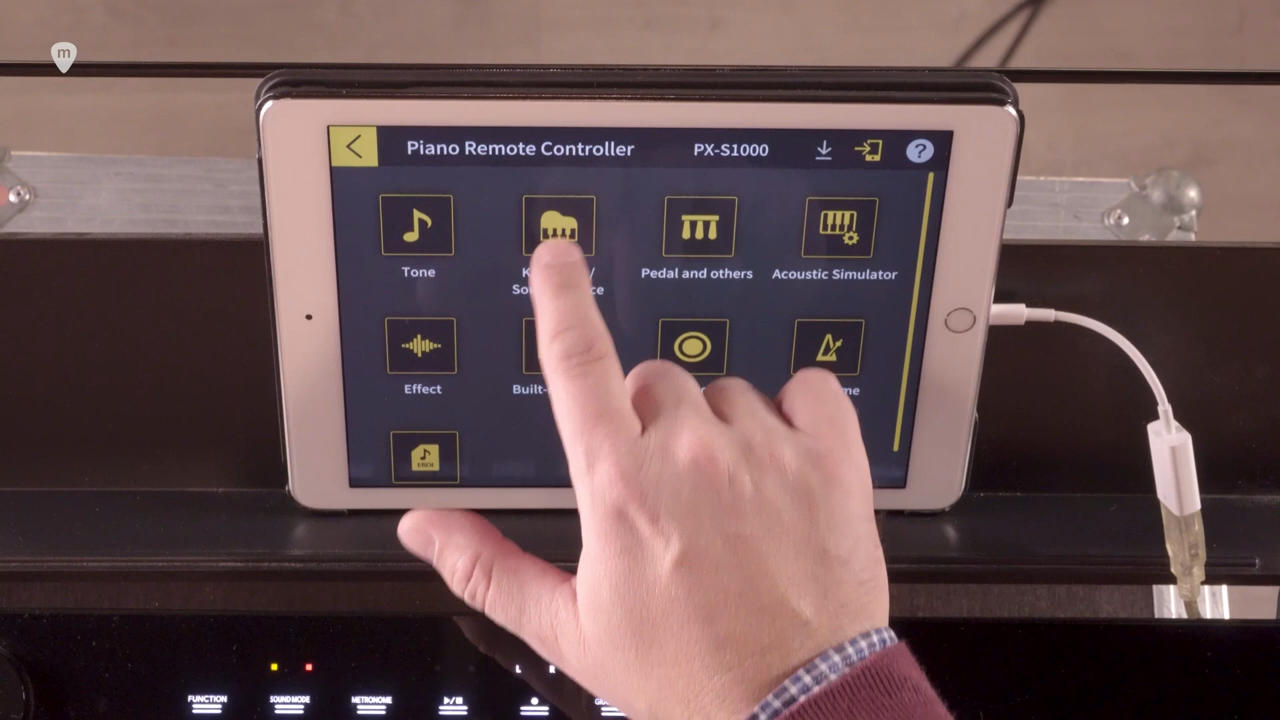 m
Piano Remote Controller
PX-S1000
?
Tone
Pedal and others
Acoustic Simulator
Effect
FUNCTION
SOUND MODE
METRONOME
L R